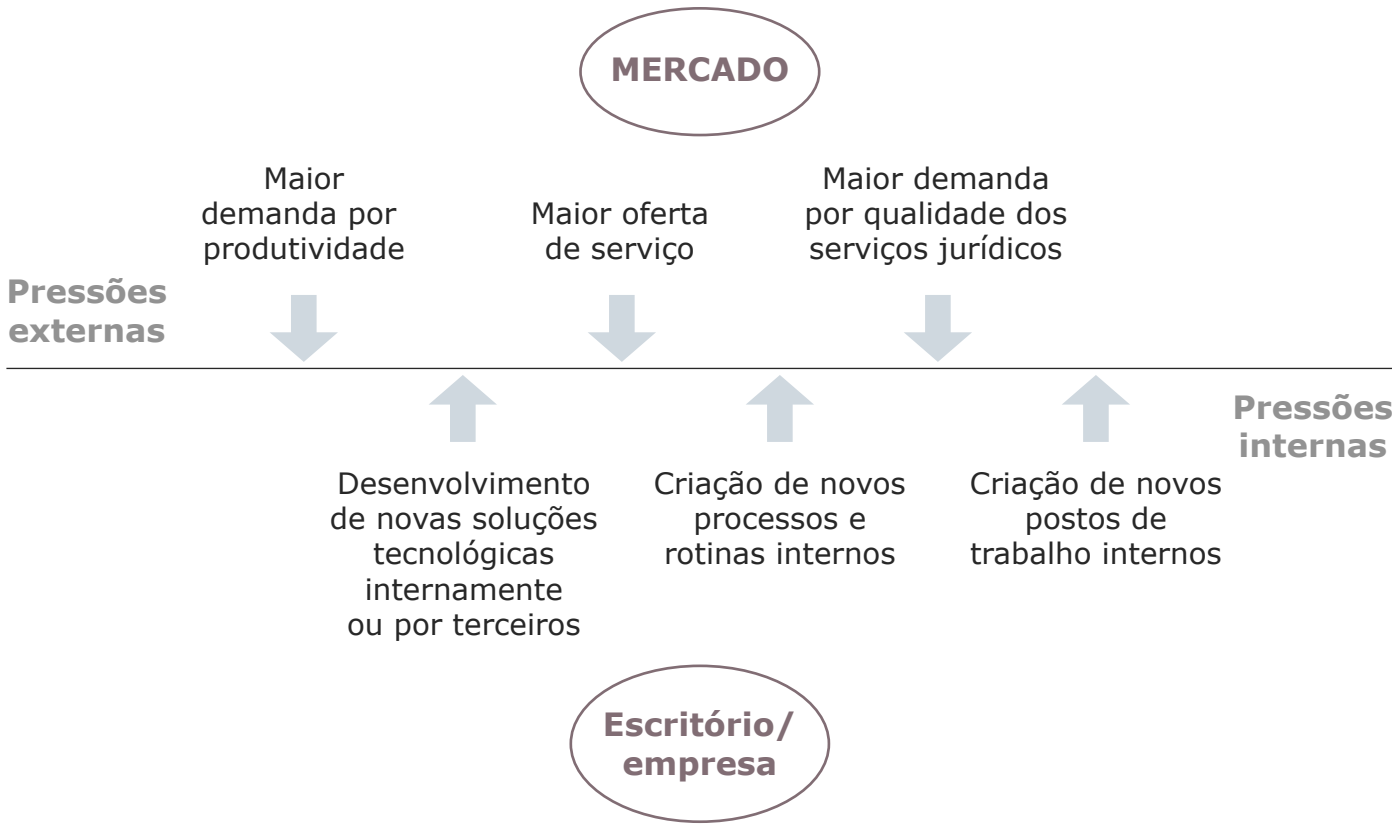 MERCADO
Maior
demanda por
produtividade
Maior oferta
de serviço
Maior demanda
por qualidade dos
serviços jurídicos
Pressões
externas
Pressões
internas
Desenvolvimento
de novas soluções
tecnológicas
internamente
ou por terceiros
Criação de novos
processos e
rotinas internos
Criação de novos
postos de
trabalho internos
Escritório/
empresa